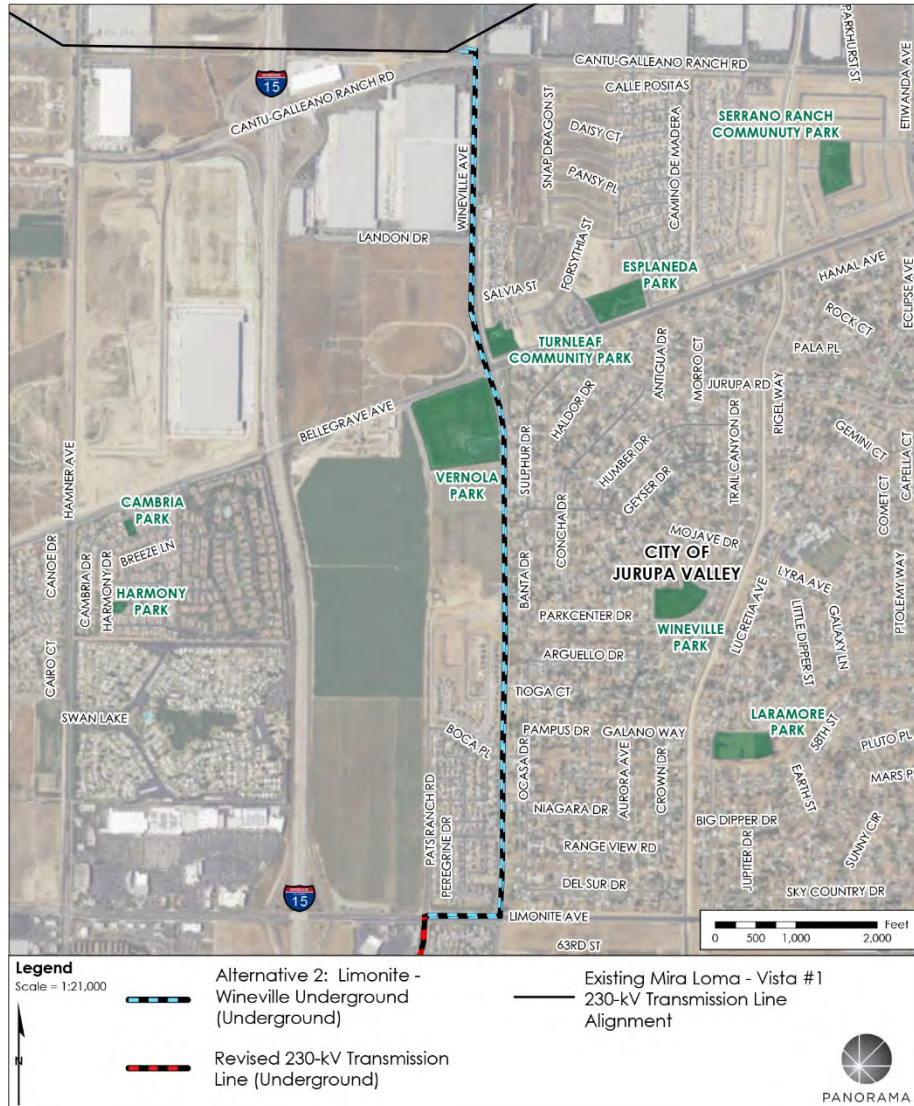 PARKHURST ST
ETIWANDA AVE
CANTU-GALLEANO RANCH RD
15
CANTU-GALLEANO RANCH RD
CALLE POSITAS
SERRANO RANCH
COMMUNUTY PARK
SNAPDRAGON ST
DAISY CT
PANSY PL
CAMINO DE MADERA
WINEVILLE AVE
LANDON DR
FORSYTHIA ST
SALVIA ST
ESPLANEDA
PARK
HAMAL AVE
ECLIPSE AVE
ROCK CT
PALA PL
TURNLEAF
COMMUNITY PARK
ANTIGUA DR
MORRO CT
JURUPA RD
RIGEL WAY
BELLEGRAVE AVE
HALDOR DR
SULPHUR DR
HUMBER DR
GEYSER DR
TRAIL CANYON DR
GEMINI CT
CAPELLA CT
COMET CT
VERNOLA
PARK
HAMNER AVE
CAMBRIA
PARK
CANOE DR
CAMBRIA DR
HARMONY DR
BREEZE LN
HARMONY
PARK
CONCHA DR
BANTA DR
MOJAVE DR
CITY OF
JURUPA VALLEY
LYRA AVE
PTOLEMY WAY
PARKCENTER DR
WINEVILLE
PARK
LUCRETIA AVE
LITTLE DIPPER ST
GALAXY LN
CAIRO CT
ARGUELLO DR
TIOGA CT
SWAN LAKE
BOCA PL
OCASA DR
PAMPUS DR
GALANO WAY
LARAMORE
PARK
58TH ST
PLUTO PL
PATS RANCH RD
PEREGRINE DR
AURORA AVE
CROWN DR
EARTH ST
MARS P
NIAGARA DR
BIG DIPPER DR
SUNNY CIR
RANGE VIEW RD
JUPITER DR
DEL SUR DR
SKY COUNTRY DR
15
LIMONITE AVE
63RD ST
Feet
0 500 1,000 2,000
Legend
Scale = 1:21,000
N
Alternative 2: Limonite -
Wineville Underground
(Underground)
Revised 230-kV Transmission
Line (Underground)
Existing Mira Loma - Vista #1
230-kV Transmission Line
Alignment
PANORAMA